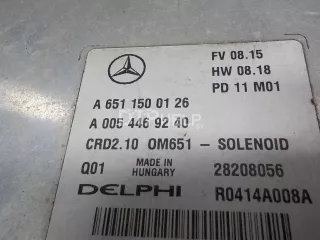 FV 08.15
HW 08.18
PD 11 M01
A 651 150 01 26
A 005 446 92 40
CRD2.10 OM651 - SOLENOID
Q01 MADE IN HUNGARY 28208056
DELPHI R0414A008A